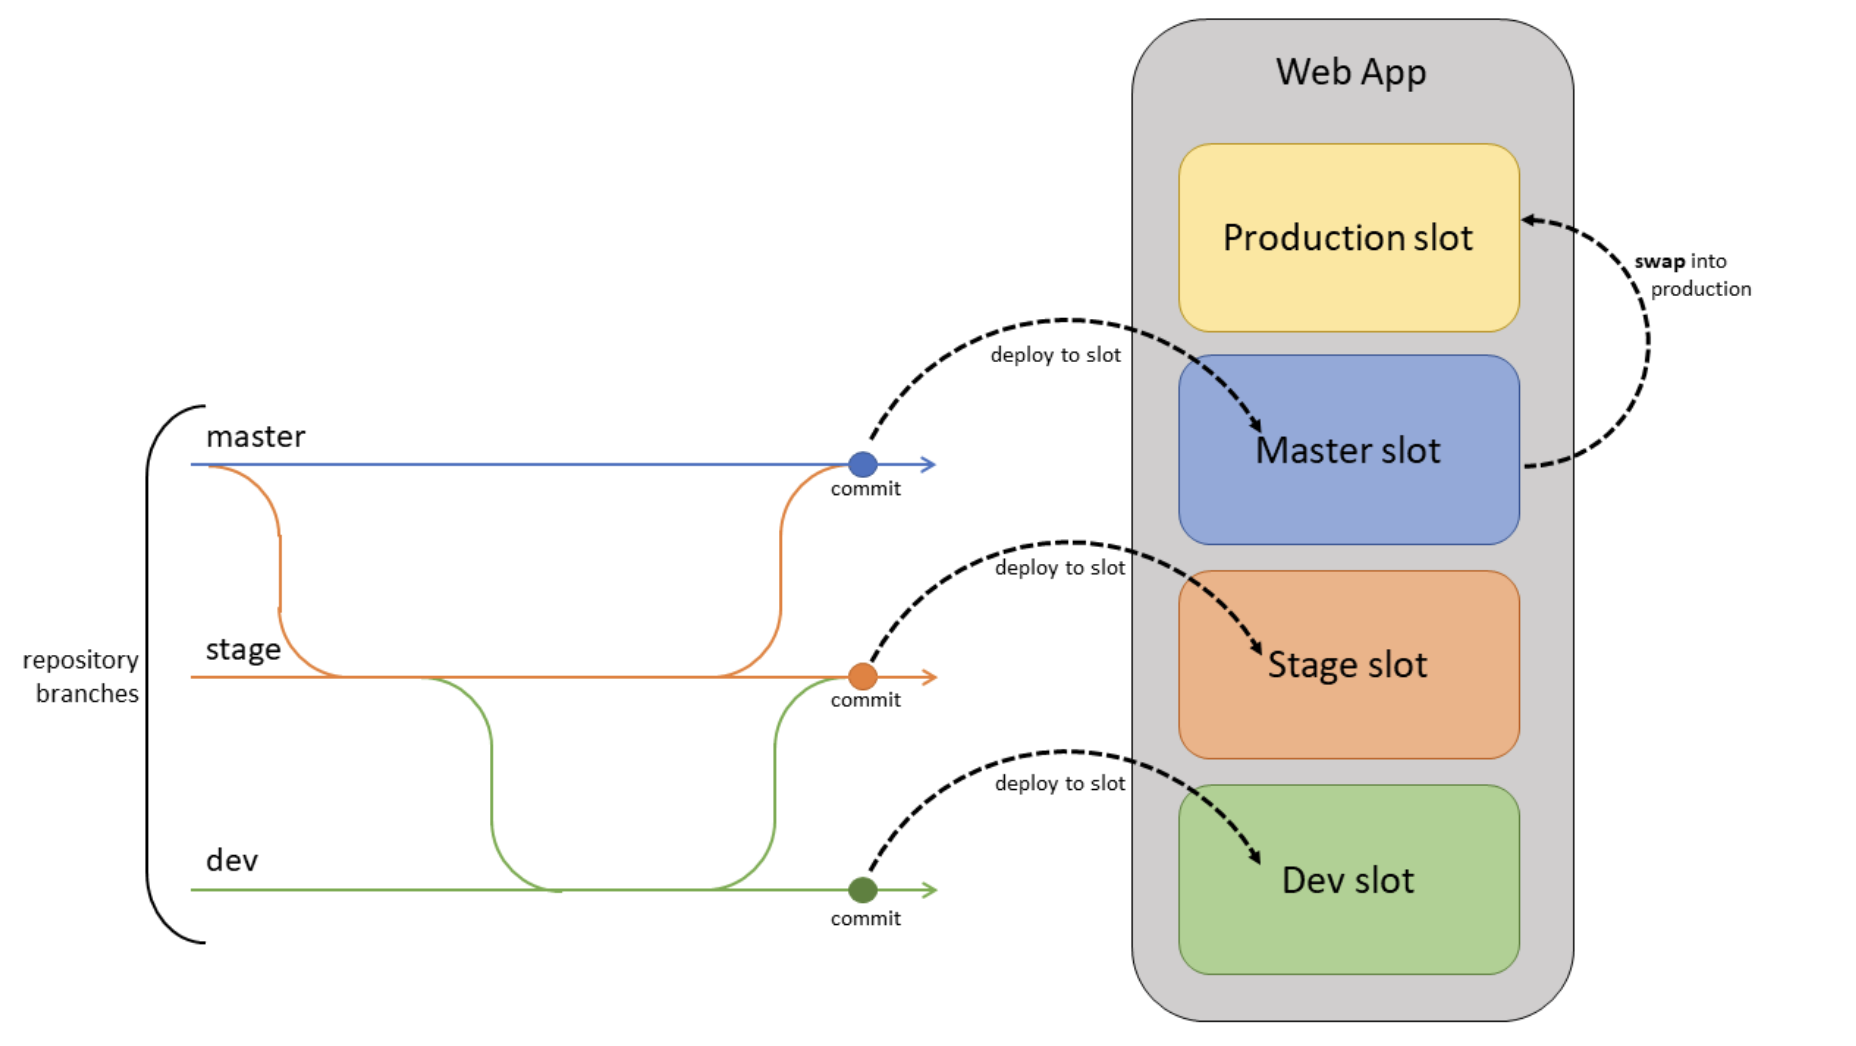 Web App
Production slot
swap into
production
deploy to slot
Master slot
master
commit
deploy to slot
Stage slot
stage
repository
branches
commit
deploy to slot
Dev slot
dev
commit